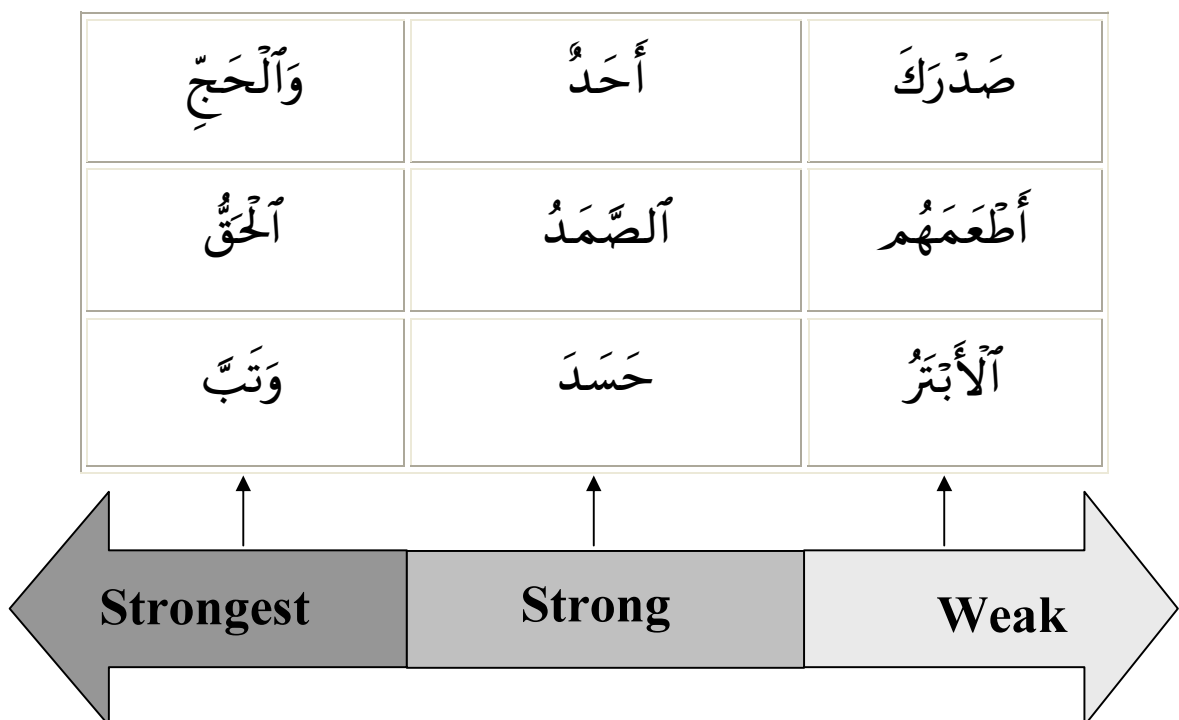 صَدْرَكَ أَحَدٌ وَٱلْحَجِّ
أَطْعَمَهُم ٱلصَّمَدُ ٱلْحَقُّ
ٱلْأَبْتَرُ حَسَدَ وَتَبَّ
Strongest Strong Weak